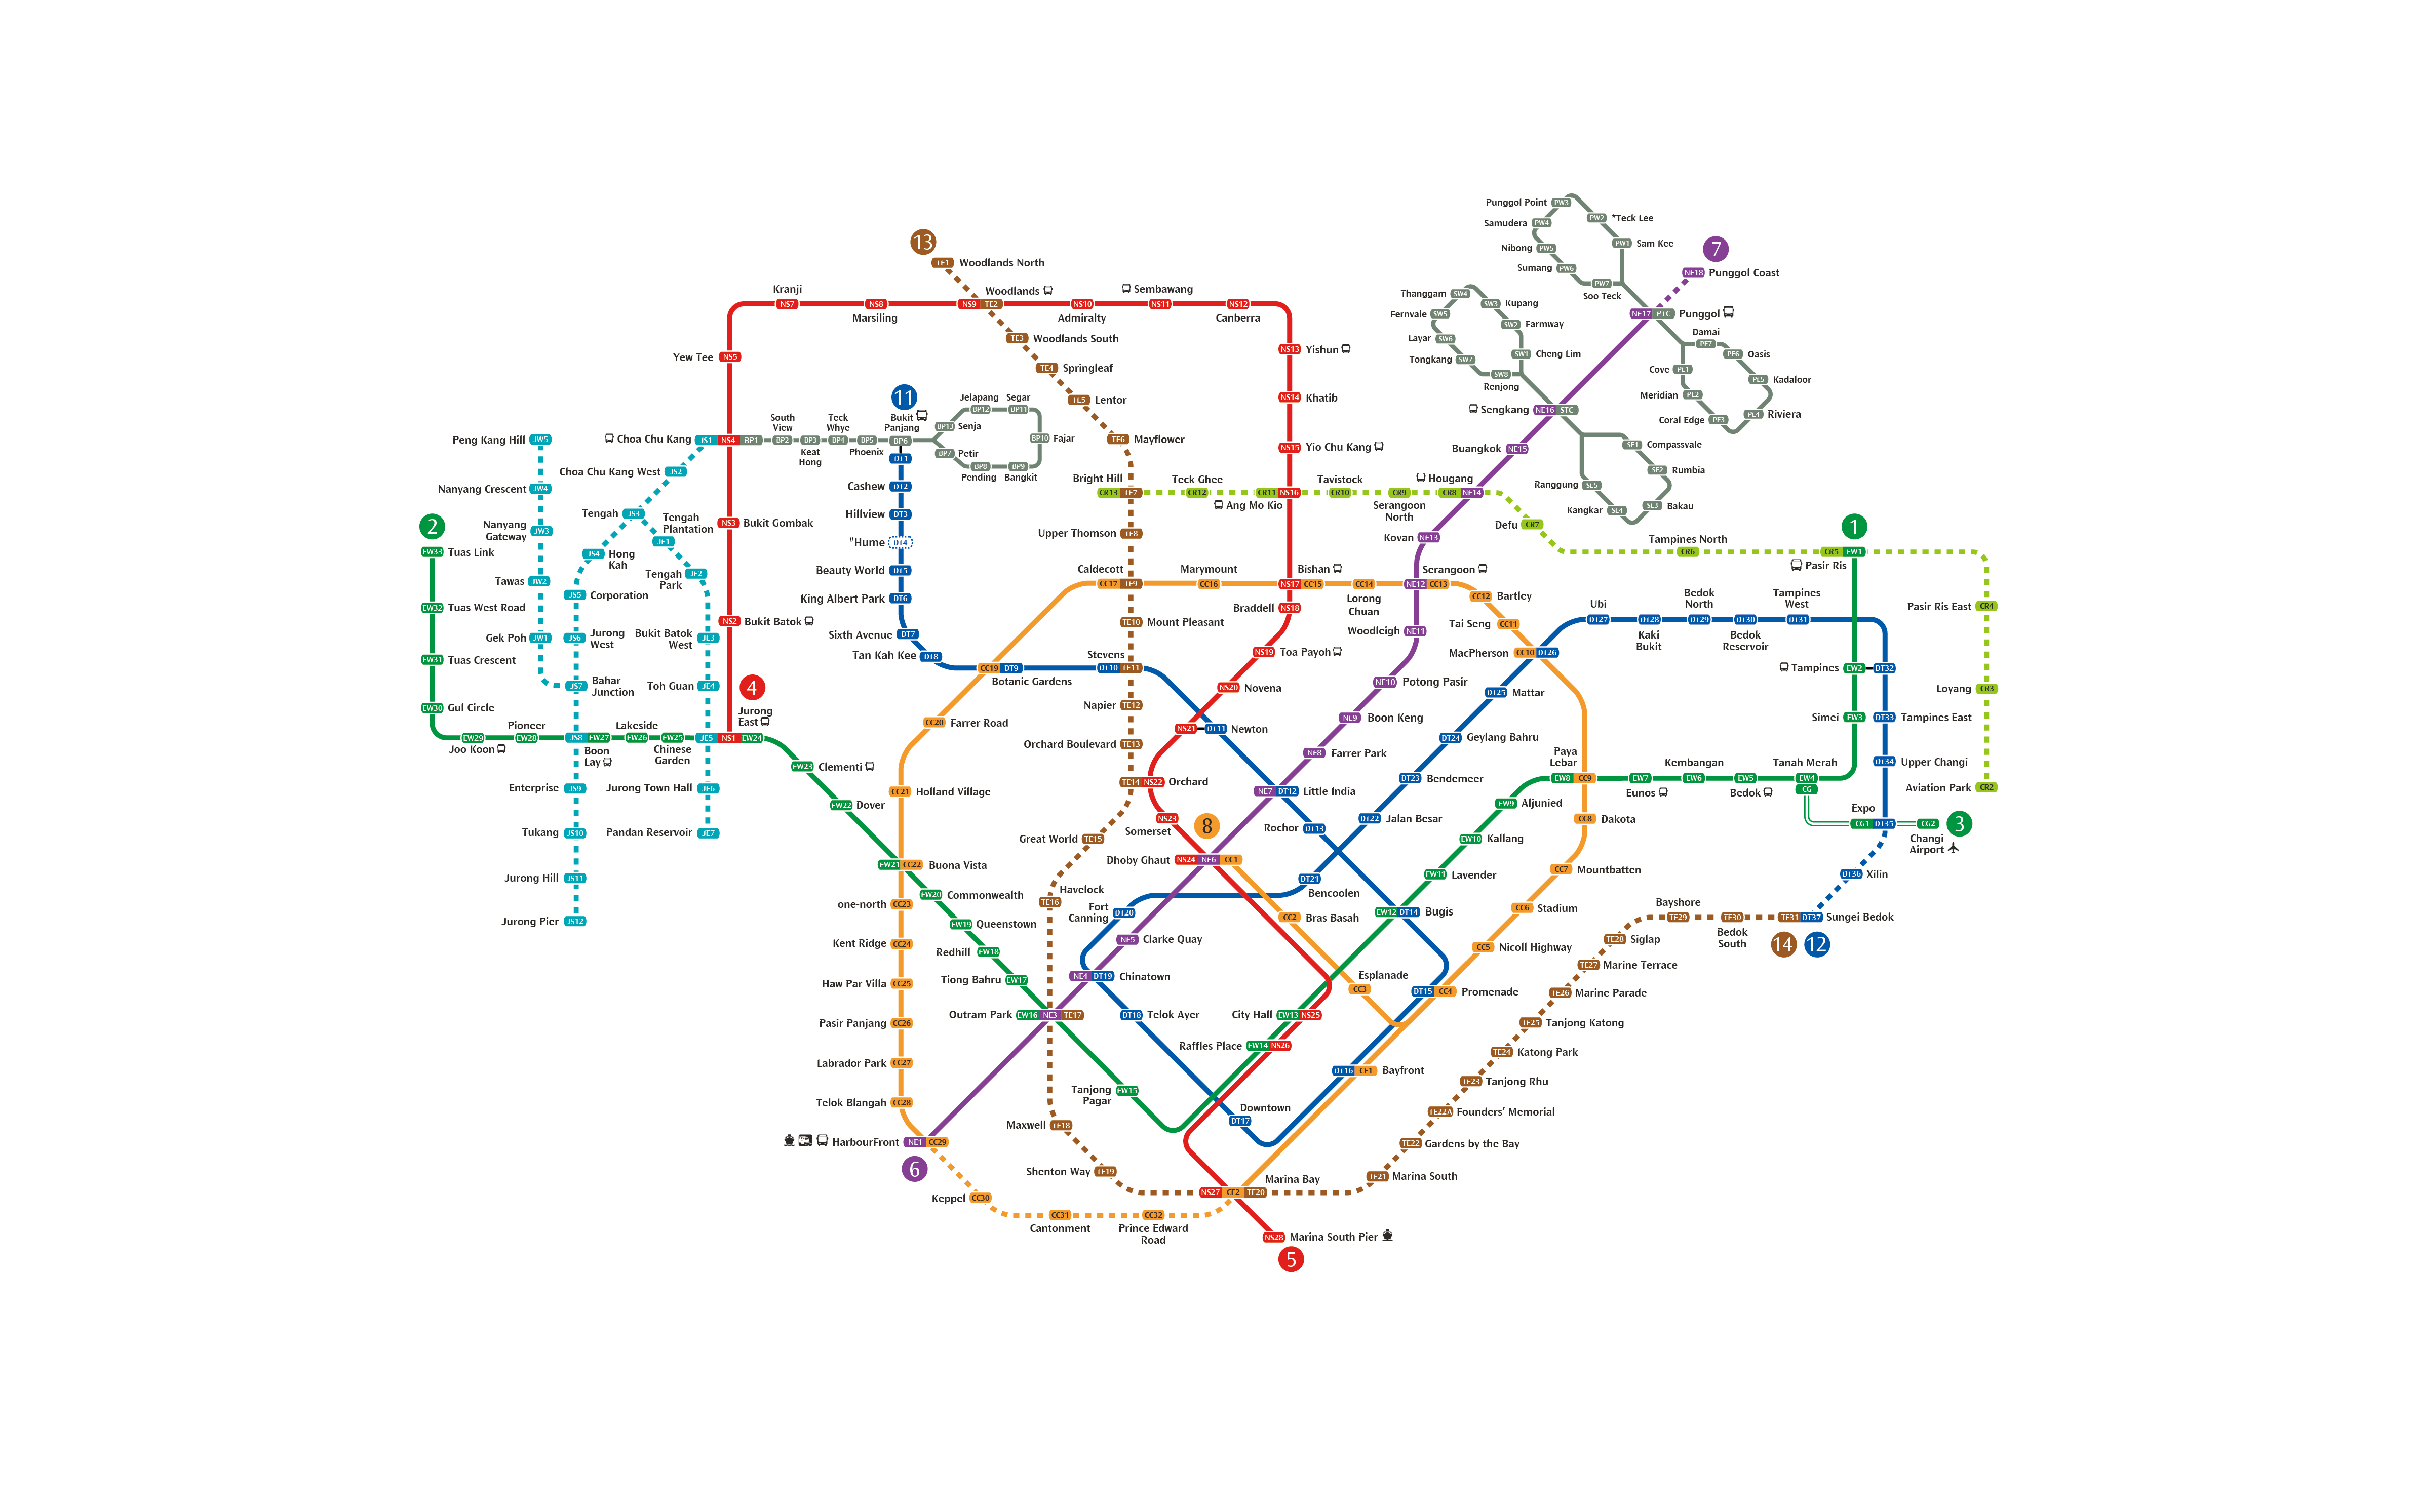 Punggol Point PW3
PW2 *Teck Lee
Samudera PW4
PW1 Sam Kee
Nibong PW5
Sumang PW6
PW7
Soo Teck
7
NE18 Punggol Coast
13
TE1 Woodlands North
Kranji
NS7
NS8
Marsiling
Woodlands
NS9 TE2
NS10
Admiralty
Sembawang
NS11
NS12
Canberra
Thanggam SW4
SW3 Kupang
Fernvale SW5
SW2 Farmway
Layar SW6
SW1 Cheng Lim
Tongkang SW7
SW8
Renjong
NE17 PTC Punggol
Damai
PE7
PE6 Oasis
Cove PE1
PE5 Kadaloor
Meridian PE2
PE4 Riviera
Coral Edge PE3
TE3 Woodlands South
Yew Tee NS5
NS13 Yishun
TE4 Springleaf
TE5 Lentor
NS14 Khatib
Sengkang NE16 STC
11
Peng Kang Hill JW5
Choa Chu Kang JS1 NS4 BP1
South
View
BP2
BP3
Keat
Hong
Teck
Whye
BP4
BP5
Phoenix
Bukit
Panjang
BP6
DT1
Jelapang
BP12
Segar
BP11
BP13 Senja
BP10 Fajar
BP7 Petir
BP8
Pending
BP9
Bangkit
TE6 Mayflower
NS15 Yio Chu Kang
Buangkok NE15
SE1 Compassvale
SE2 Rumbia
Ranggung SE5
SE3 Bakau
Kangkar SE4
Choa Chu Kang West JS2
Nanyang Crescent JW4
Cashew DT2
Bright Hill
CR13 TE7
Teck Ghee
CR12
CR11 NS16
Ang Mo Kio
Tavistock
CR10
CR9
Serangoon
North
Hougang
CR8 NE14
2
EW33 Tuas Link
Nanyang
Gateway JW3
Tengah JS3
Tengah
Plantation
JE1
NS3 Bukit Gombak
Hillview DT3
Upper Thomson TE8
Kovan NE13
Defu CR7
Tampines North
CR6
1
CR5 EW1
Pasir Ris
#Hume DT4
JS4 Hong
Kah
Tengah
Park JE2
Tawas JW2
JS5 Corporation
Beauty World DT5
King Albert Park DT6
Caldecott
CC17 TE9
Marymount
CC16
Bishan
NS17 CC15
CC14
Lorong
Chuan
Serangoon
NE12 CC13
CC12 Bartley
EW32 Tuas West Road
Braddell NS18
Ubi
DT27
DT28
Kaki
Bukit
Bedok
North
DT29
DT30
Bedok
Reservoir
Tampines
West
DT31
Pasir Ris East CR4
Gek Poh JW1
JS6 Jurong
West
Bukit Batok
West JE3
NS2 Bukit Batok
Sixth Avenue DT7
TE10 Mount Pleasant
Woodleigh NE11
Tai Seng CC11
EW31 Tuas Crescent
Tan Kah Kee DT8
CC19 DT9
Botanic Gardens
Stevens
DT10 TE11
NS19 Toa Payoh
MacPherson CC10 DT26
Tampines EW2 DT32
JS7 Bahar
Junction
Toh Guan JE4
4
NS20 Novena
NE10 Potong Pasir
DT25 Mattar
Loyang CR3
EW30 Gul Circle
Napier TE12
CC20 Farrer Road
NS21 DT11 Newton
NE9 Boon Keng
Simei EW3
DT33 Tampines East
EW29
Joo Koon
Pioneer
EW28
JS8 EW27
Boon
Lay
Lakeside
EW26
EW25
Chinese
Garden
Jurong
East
JE5 NS1 EW24
Orchard Boulevard TE13
NE8 Farrer Park
DT24 Geylang Bahru
EW23 Clementi
TE14 NS22 Orchard
DT23 Bendemeer
Paya
Lebar
EW8 CC9
EW7
Eunos
Kembangan
EW6
EW5
Bedok
Tanah Merah
EW4
CG
DT34 Upper Changi
Aviation Park CR2
Enterprise JS9
Jurong Town Hall JE6
EW22 Dover
CC21 Holland Village
NE7 DT12 Little India
EW9 Aljunied
Tukang JS10
Pandan Reservoir JE7
NS23
Somerset
8
Great World TE15
Rochor DT13
DT22 Jalan Besar
EW10 Kallang
CC8 Dakota
Expo
CG1 DT35
CG2
3
Changi
Airport
EW21 CC22 Buona Vista
Dhoby Ghaut NS24 NE6 CC1
Jurong Hill JS11
EW20 Commonwealth
DT21
Bencoolen
EW11 Lavender
CC7 Mountbatten
DT36 Xilin
Jurong Pier JS12
one-north CC23
EW19 Queenstown
Havelock
TE16
Fort
Canning DT20
CC2 Bras Basah
EW12 DT14 Bugis
CC6 Stadium
Bayshore
TE29
TE30
Bedok
South
TE31 DT37 Sungei Bedok
14
12
Kent Ridge CC24
Redhill EW18
NE5 Clarke Quay
CC5 Nicoll Highway
TE28 Siglap
Haw Par Villa CC25
Tiong Bahru EW17
NE4 DT19 Chinatown
Esplanade
CC3
DT15 CC4 Promenade
TE27 Marine Terrace
TE26 Marine Parade
Pasir Panjang CC26
Outram Park EW16 NE3 TE17
DT18 Telok Ayer
City Hall EW13 NS25
TE25 Tanjong Katong
Raffles Place EW14 NS26
TE24 Katong Park
Labrador Park CC27
DT16 CE1 Bayfront
TE23 Tanjong Rhu
Tanjong
Pagar
EW15
Telok Blangah CC28
Downtown
DT17
TE22A Founders’ Memorial
Maxwell TE18
HarbourFront NE1 CC29
TE22 Gardens by the Bay
6
Shenton Way TE19
TE21 Marina South
Keppel CC30
Marina Bay
NS27 CE2 TE20
CC31
Cantonment
CC32
Prince Edward
Road
NS28 Marina South Pier
5